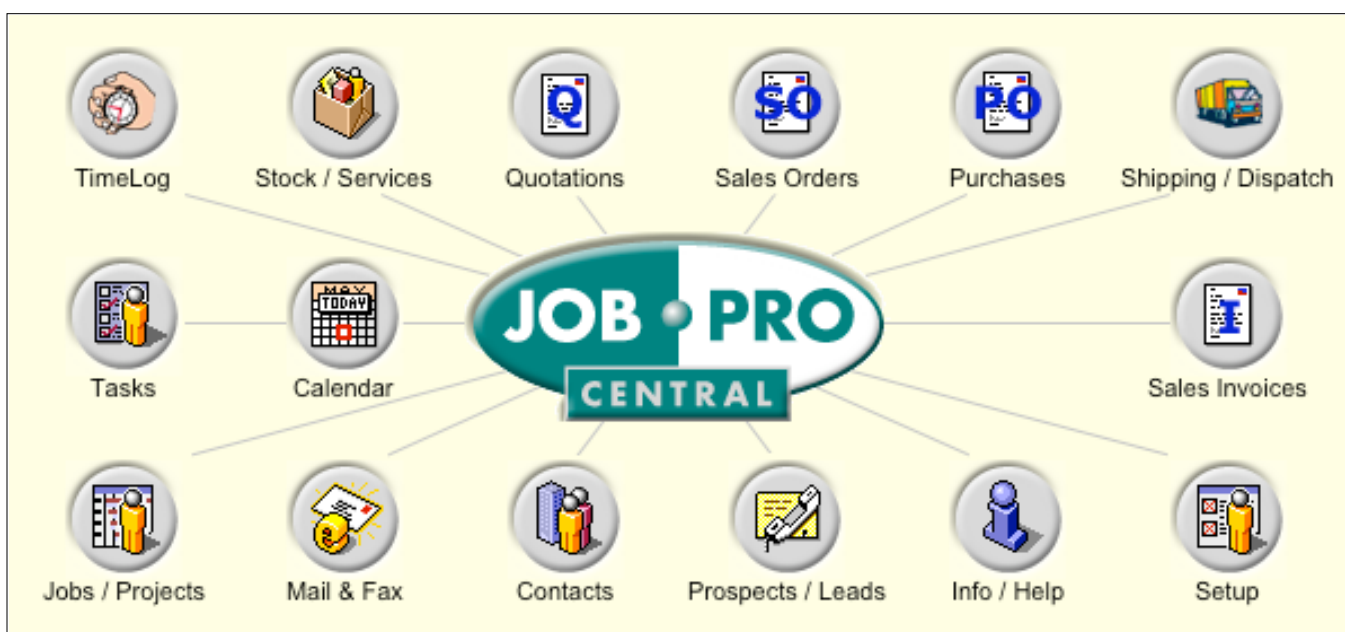 Q
SO
PO
TimeLog
Stock / Services
Quotations
Sales Orders
Purchases
Shipping / Dispatch
MAY
TODAY
JOB PRO
I
CENTRAL
Tasks
Calendar
Sales Invoices
Jobs / Projects
Mail & Fax
Contacts
Prospects / Leads
Info / Help
Setup